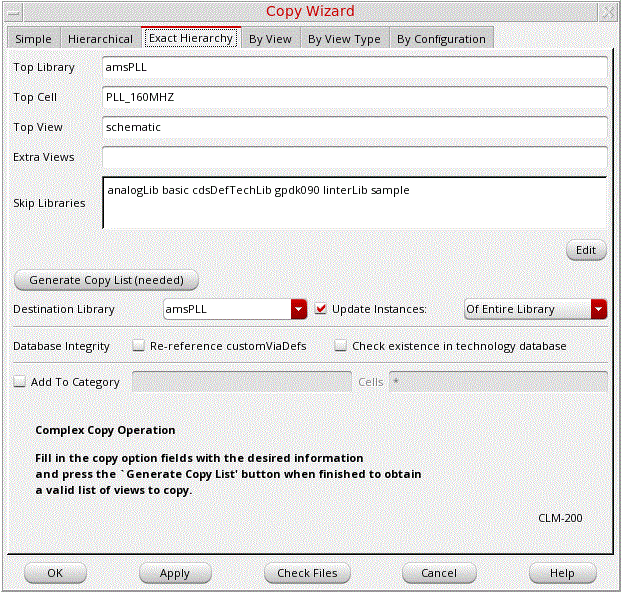 Copy Wizard
Simple Hierarchical Exact Hierarchy By View By View Type By Configuration
Top Library amsPLL
Top Cell PLL_160MHZ
Top View schematic
Extra Views
Skip Libraries analogLib basic cdsDefTechLib gpdk090 linterLib sample
Edit
Generate Copy List (needed)
Destination Library amsPLL Update Instances: Of Entire Library
Database Integrity Re-reference customViaDefs Check existence in technology database
Add To Category Cells *
Complex Copy Operation
Fill in the copy option fields with the desired information
and press the `Generate Copy List' button when finished to obtain
a valid list of views to copy.
CLM-200
OK Apply Check Files Cancel Help